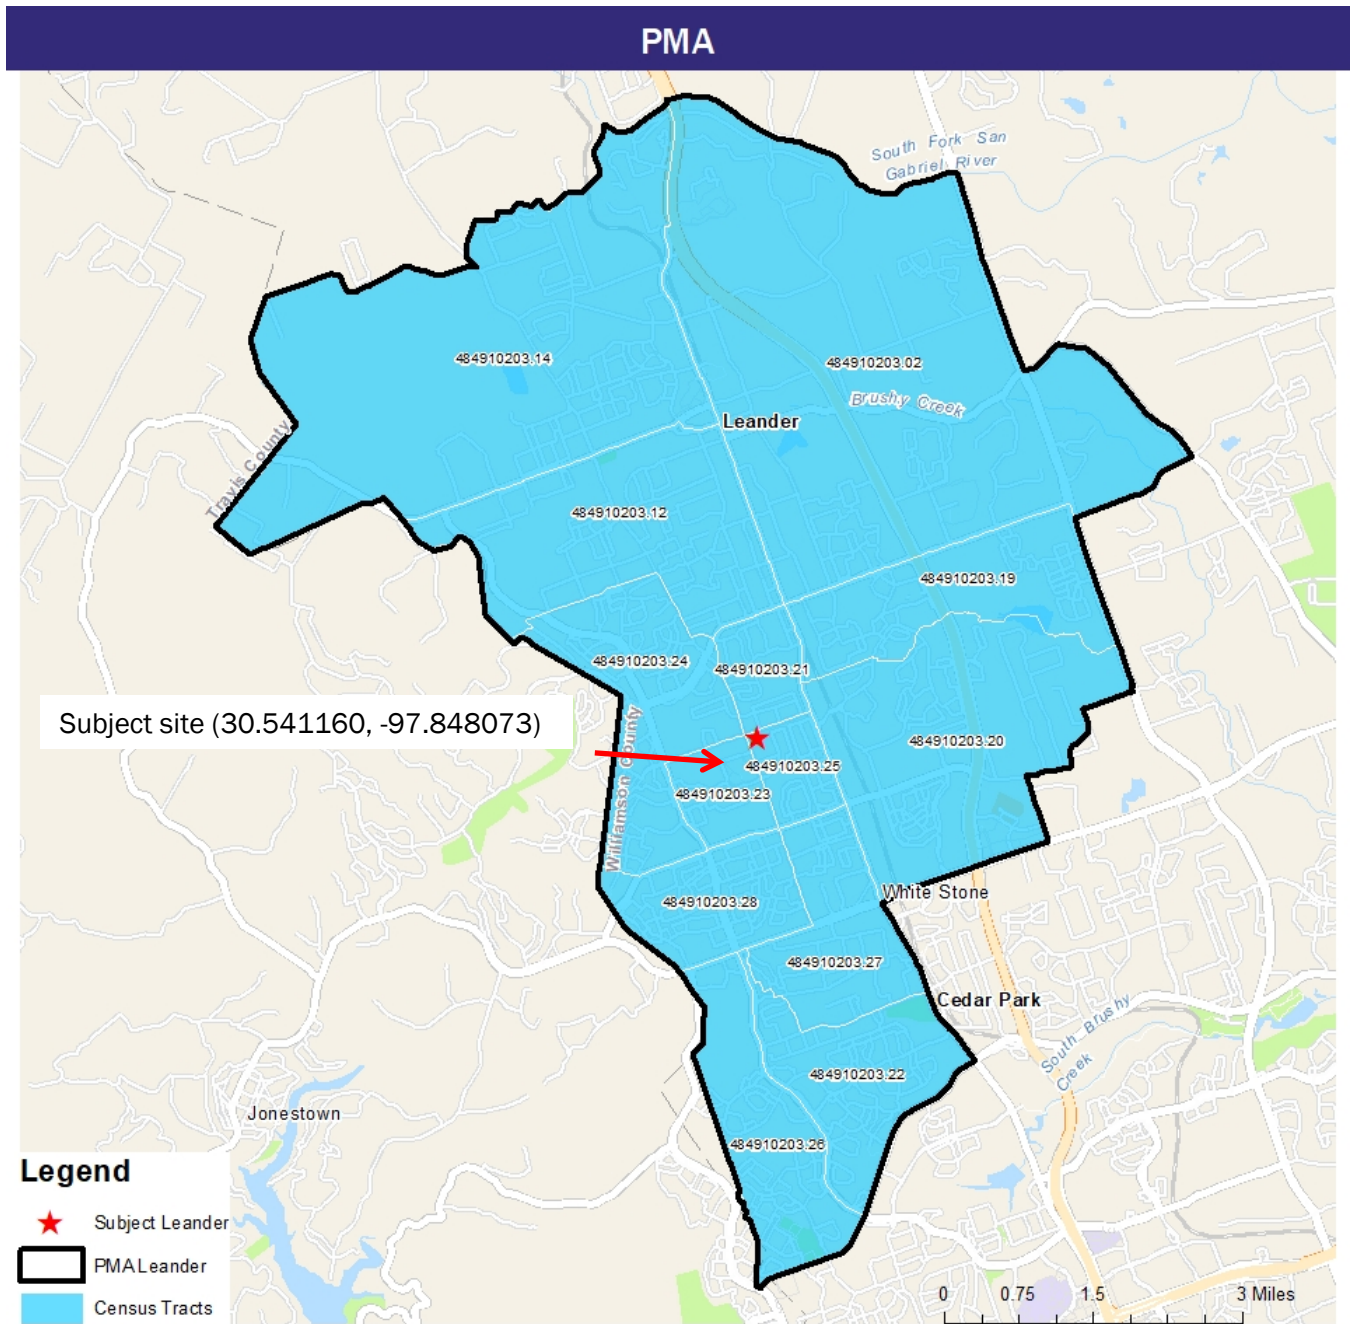 PMA
South Fork San
Gabriel River
484910203.14
484910203.02
Brushy Creek
Leander
Travis County
484910203.12
484910203.19
484910203.24
484910203.21
Subject site (30.541160, -97.848073)
Williamson County
484910203.20
484910203.25
484910203.23
White Stone
484910203.28
484910203.27
Cedar Park
South Brushy
Creek
484910203.22
Jonestown
484910203.26
Legend
Subject Leander
PMA Leander
Census Tracts
0 0.75 1.5 3 Miles